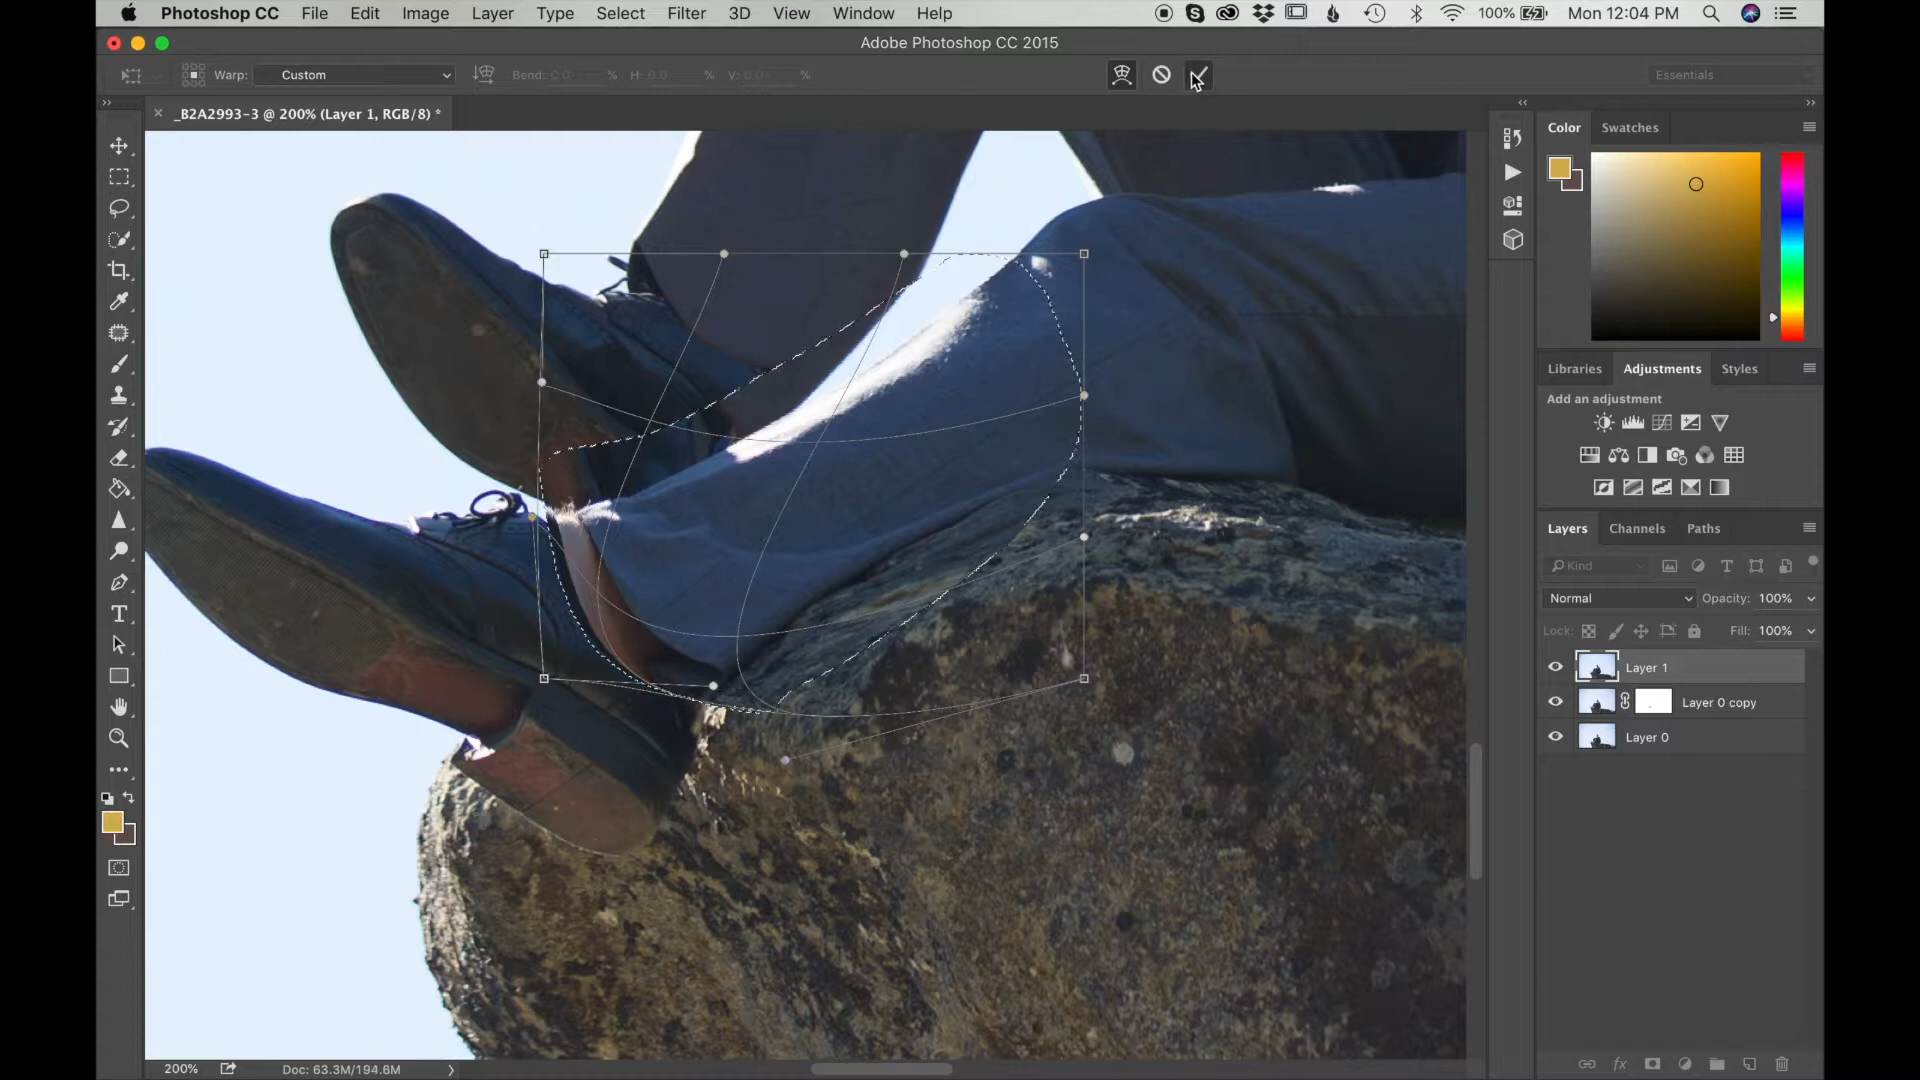 Photoshop CC File Edit Image Layer Type Select Filter 3D View Window Help 100% Mon 12:04 PM
Adobe Photoshop CC 2015
Warp: Custom Bend: 0.0 % H: 0.0 % V: 0.0 % Essentials
_B2A2993-3 @ 200% (Layer 1, RGB/8) *
Color Swatches
Libraries Adjustments Styles
Add an adjustment
Layers Channels Paths
Kind
Normal Opacity: 100%
Lock: Fill: 100%
Layer 1
Layer 0 copy
Layer 0
200% Doc: 63.3M/194.8M